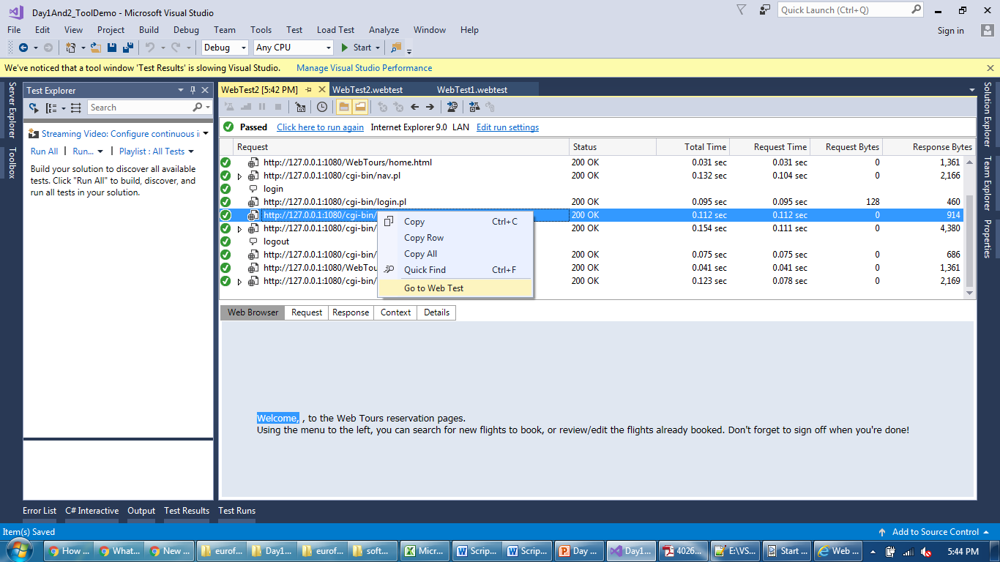 Day1And2_ToolDemo - Microsoft Visual Studio
Quick Launch (Ctrl+Q)
File Edit View Project Build Debug Team Tools Test Load Test Analyze Window Help
Sign in
Debug Any CPU Start
We've noticed that a tool window 'Test Results' is slowing Visual Studio. Manage Visual Studio Performance
Server Explorer
Toolbox
Test Explorer
Search
Streaming Video: Configure continuous i
Run All | Run... | Playlist : All Tests
Build your solution to discover all available
tests. Click "Run All" to build, discover, and
run all tests in your solution.
WebTest2 [5:42 PM] WebTest2.webtest WebTest1.webtest
Passed Click here to run again Internet Explorer 9.0 LAN Edit run settings
Request Status Total Time Request Time Request Bytes Response Bytes
http://127.0.0.1:1080/WebTours/home.html 200 OK 0.031 sec 0.031 sec 0 1,361
http://127.0.0.1:1080/cgi-bin/nav.pl 200 OK 0.132 sec 0.104 sec 0 2,166
login
http://127.0.0.1:1080/cgi-bin/login.pl 200 OK 0.095 sec 0.095 sec 128 460
http://127.0.0.1:1080/cgi-bin/ 200 OK 0.112 sec 0.112 sec 0 914
http://127.0.0.1:1080/cgi-bin/ 200 OK 0.154 sec 0.111 sec 0 4,380
logout
http://127.0.0.1:1080/cgi-bin/ 200 OK 0.075 sec 0.075 sec 0 686
http://127.0.0.1:1080/WebTou 200 OK 0.041 sec 0.041 sec 0 1,361
http://127.0.0.1:1080/cgi-bin/ 200 OK 0.123 sec 0.078 sec 0 2,169
Copy Ctrl+C
Copy Row
Copy All
Quick Find Ctrl+F
Go to Web Test
Web Browser Request Response Context Details
Welcome, , to the Web Tours reservation pages.
Using the menu to the left, you can search for new flights to book, or review/edit the flights already booked. Don't forget to sign off when you're done!
Solution Explorer
Team Explorer
Properties
Error List C# Interactive Output Test Results Test Runs
Item(s) Saved
Add to Source Control
How ... What... New ... eurof... Day1... eurof... soft... Micr... Scrip... Scrip... Day ... Day1... 4026... E:\VS... Start ... Web ... 5:44 PM